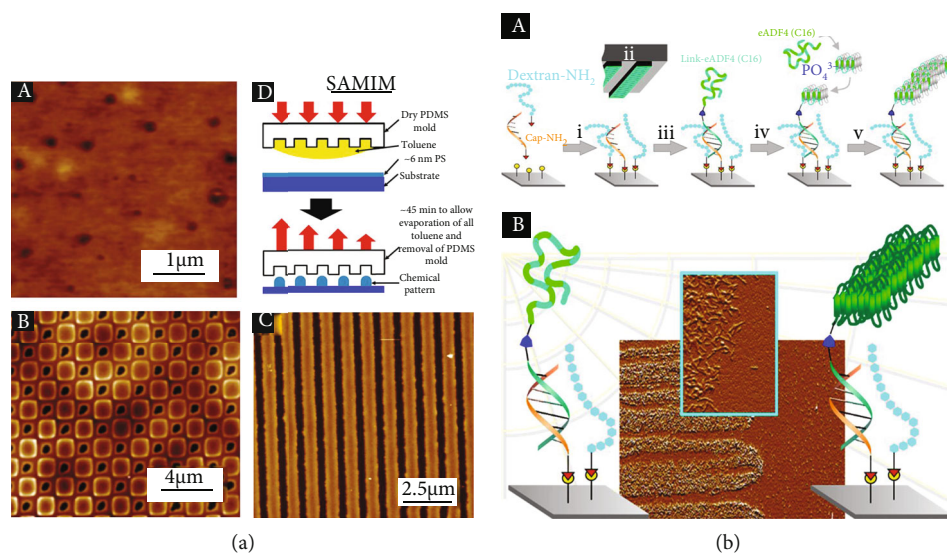 A
1µm
SAMIM
D
Dry PDMS
mold
Toluene
~6 nm PS
Substrate
~45 min to allow
evaporation of all
toluene and
removal of PDMS
mold
Chemical
pattern
B
4µm
C
2.5µm
(a)
A
Dextran-NH2
Cap-NH2
i
ii
iii
Link-eADF4 (C16)
iv
eADF4 (C16)
PO4 3-
v
B
(b)